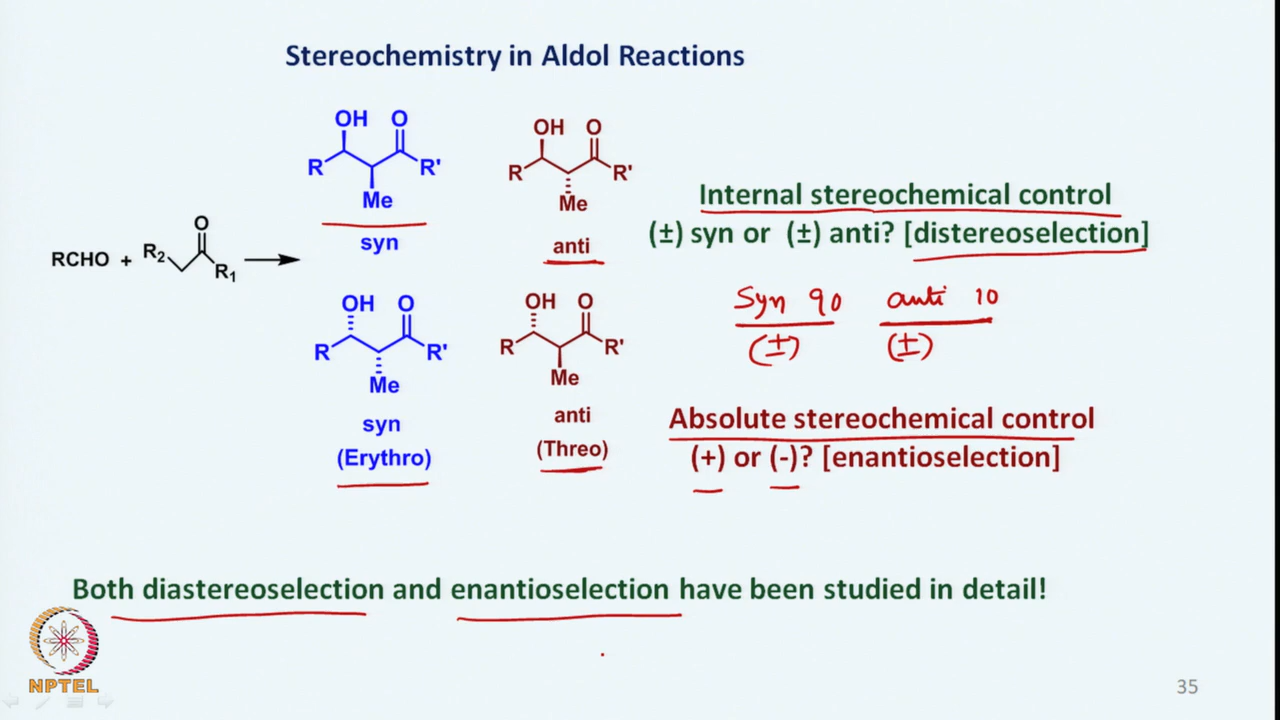 Stereochemistry in Aldol Reactions
OH O
R R'
Me
syn
OH O
R R'
Me
anti
RCHO + R2 O R1
OH O
R R'
Me
syn
(Erythro)
OH O
R R'
Me
anti
(Threo)
Internal stereochemical control
(±) syn or (±) anti? [distereoselection]
Syn 90 anti 10
(±) (±)
Absolute stereochemical control
(+) or (-)? [enantioselection]
Both diastereoselection and enantioselection have been studied in detail!
NPTEL
35